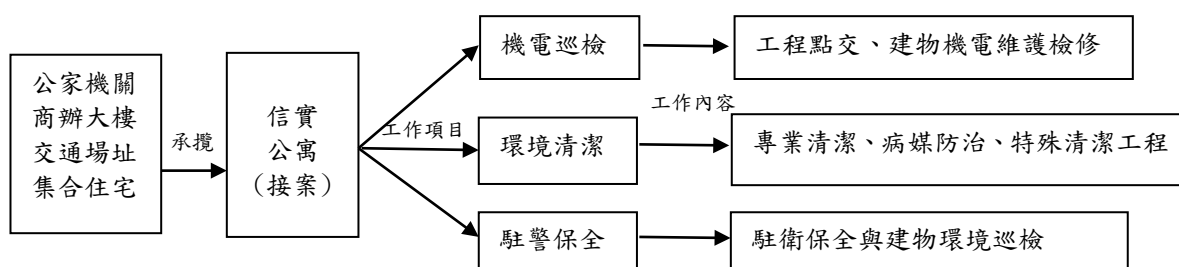 公家機關
商辦大樓
交通場址
集合住宅
承攬
信實
公寓
（接案）
工作項目
機電巡檢
工程點交、建物機電維護檢修
工作內容
環境清潔
專業清潔、病媒防治、特殊清潔工程
駐警保全
駐衛保全與建物環境巡檢